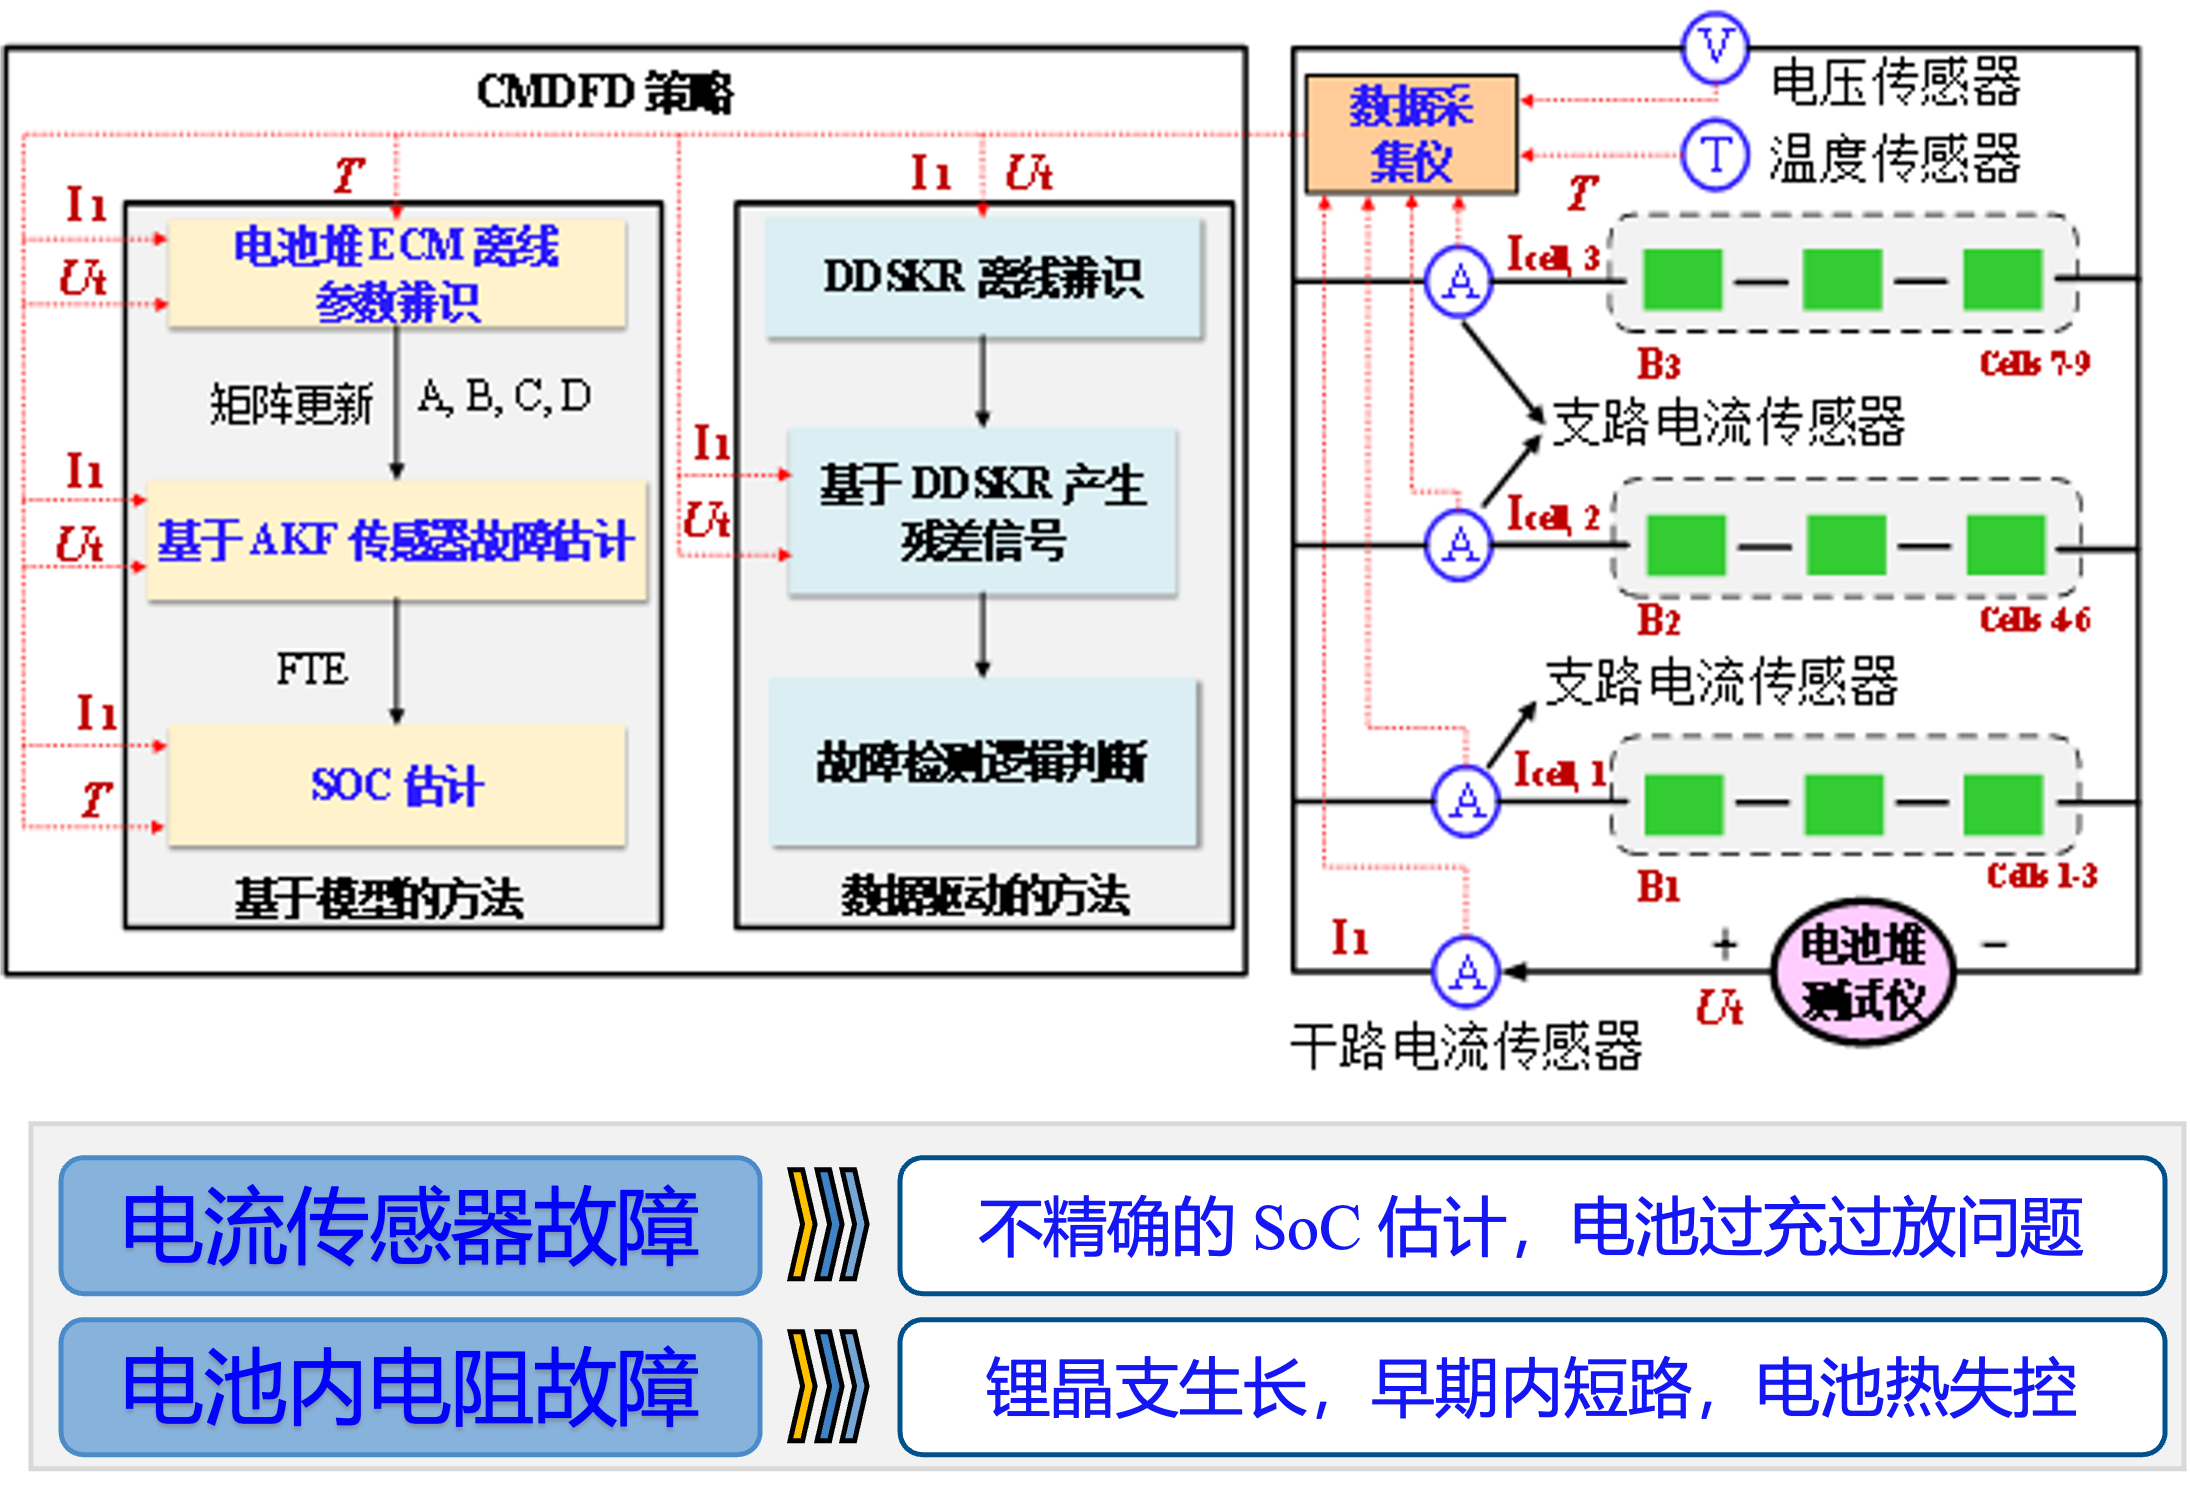 CMDFD 策略
I1
Ut
T
I1
Ut
电池堆ECM 离线
参数辨识
矩阵更新
A, B, C, D
I1
Ut
基于 AKF 传感器故障估计
FTE
I1
T
SOC 估计
基于模型的方法
DDSKR 离线辨识
I1
Ut
基于 DDSKR 产生
残差信号
故障检测逻辑判断
数据驱动的方法
V
电压传感器
数据采
集仪
T
温度传感器
T
A
Icell, 3
B3
Cells 7-9
支路电流传感器
A
Icell, 2
B2
Cells 4-6
支路电流传感器
A
Icell, 1
B1
Cells 1-3
I1
A
+
Ut
电池堆
测试仪
−
干路电流传感器
电流传感器故障
不精确的 SoC 估计，电池过充过放问题
电池内电阻故障
锂晶支生长，早期内短路，电池热失控